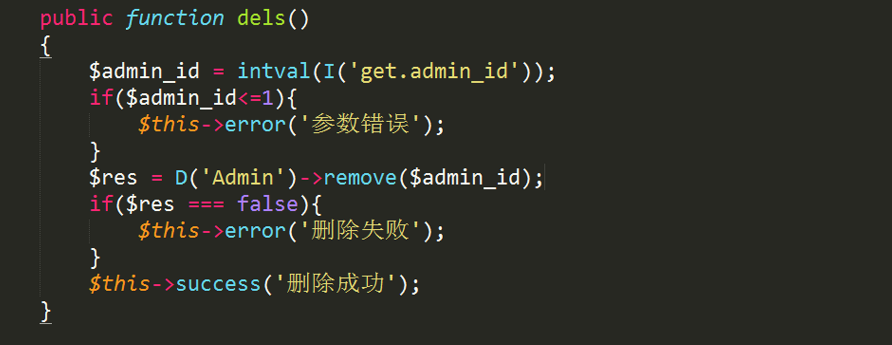 public function dels()
{
    $admin_id = intval(I('get.admin_id'));
    if($admin_id<=1){
        $this->error('参数错误');
    }
    $res = D('Admin')->remove($admin_id);
    if($res === false){
        $this->error('删除失败');
    }
    $this->success('删除成功');
}